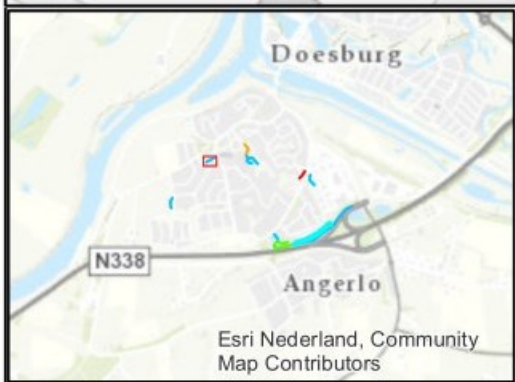 Doesburg
N338
Angerlo
Esri Nederland, Community
Map Contributors